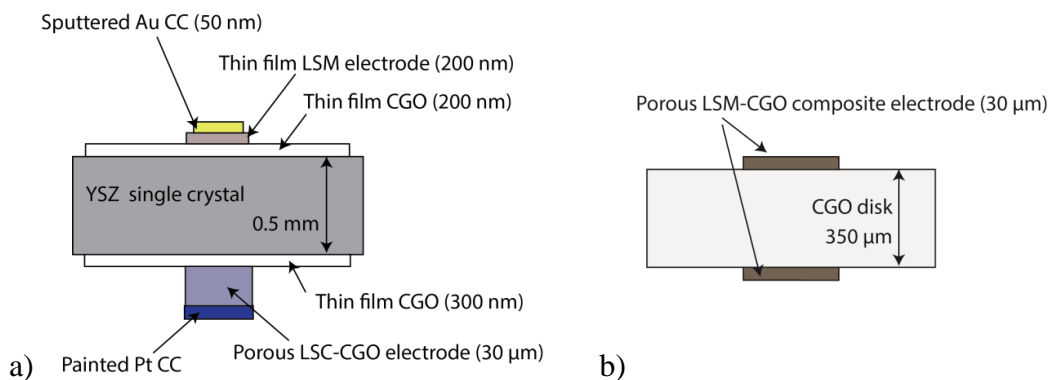 Sputtered Au CC (50 nm)
Thin film LSM electrode (200 nm)
Thin film CGO (200 nm)
YSZ single crystal
0.5 mm
Thin film CGO (300 nm)
Porous LSC-CGO electrode (30 μm)
Painted Pt CC
a)
Porous LSM-CGO composite electrode (30 μm)
CGO disk
350 μm
b)